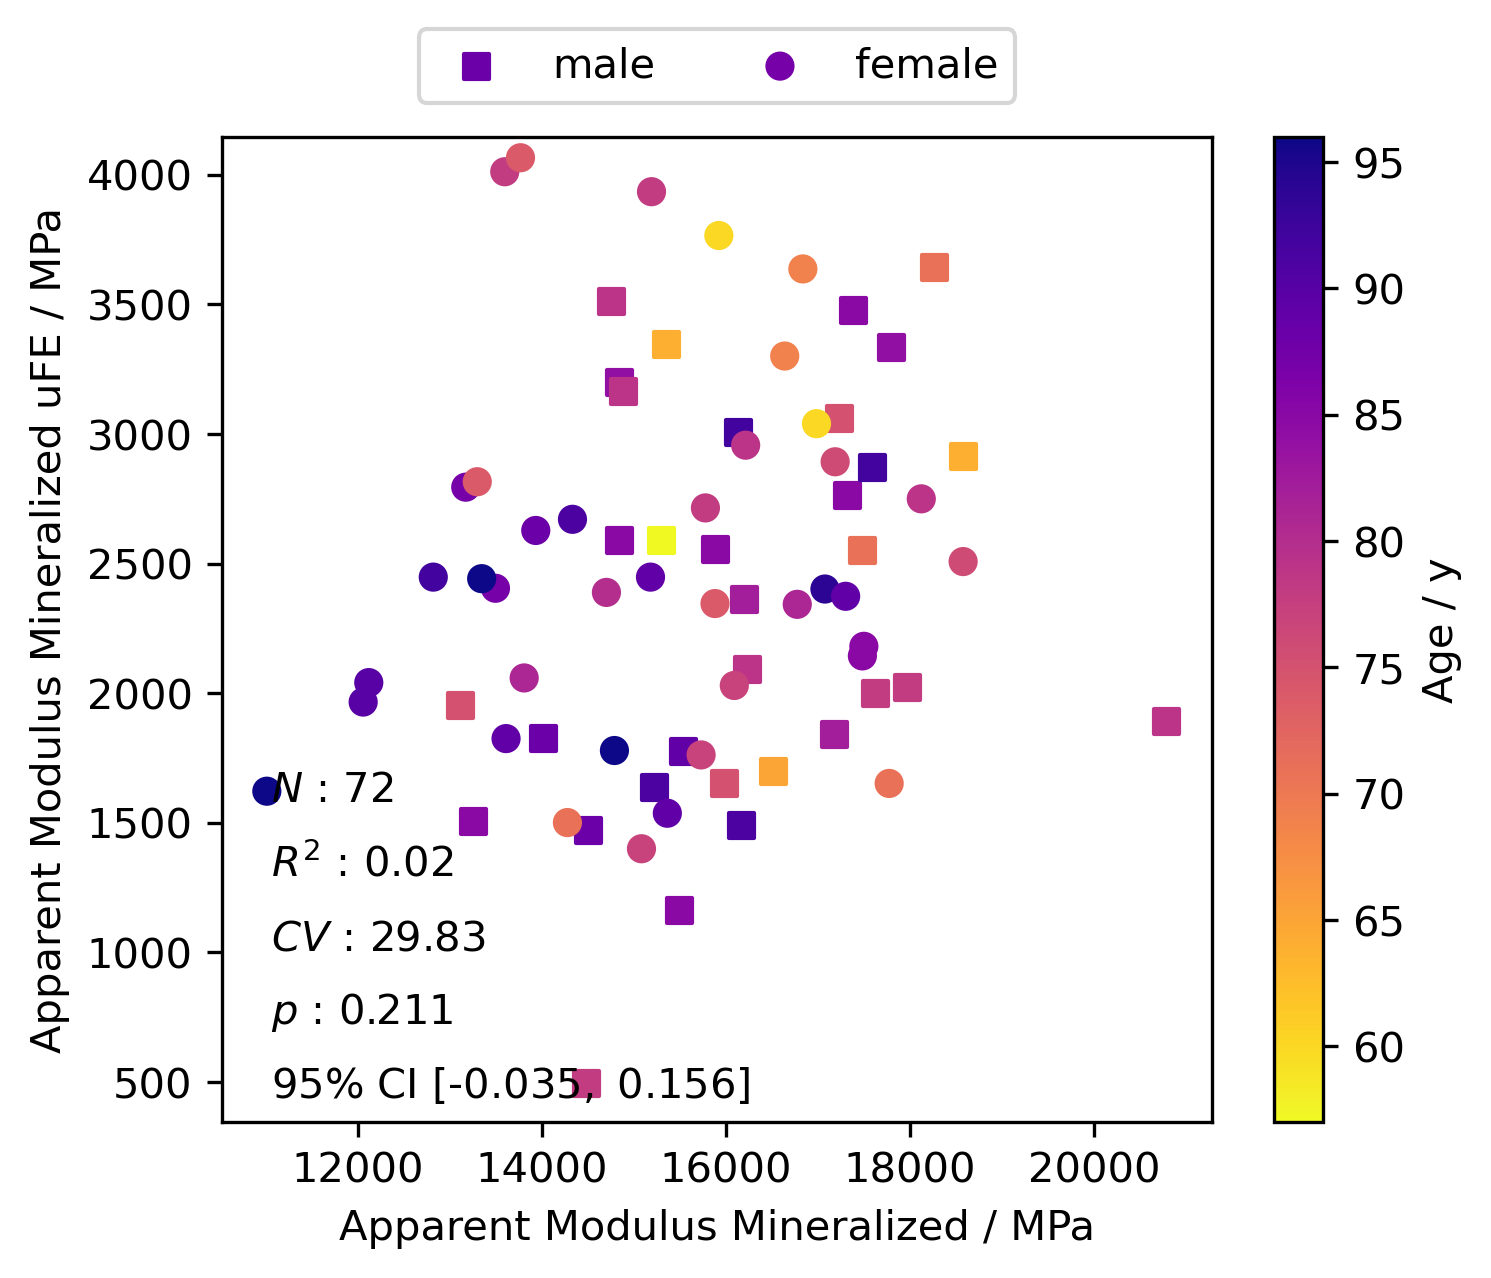 male female
4000
3500
3000
2500
2000
1500
1000
500
Apparent Modulus Mineralized uFE / MPa
N : 72
R² : 0.02
CV : 29.83
p : 0.211
95% CI [-0.035, 0.156]
12000 14000 16000 18000 20000
Apparent Modulus Mineralized / MPa
95
90
85
80
75
70
65
60
Age / y